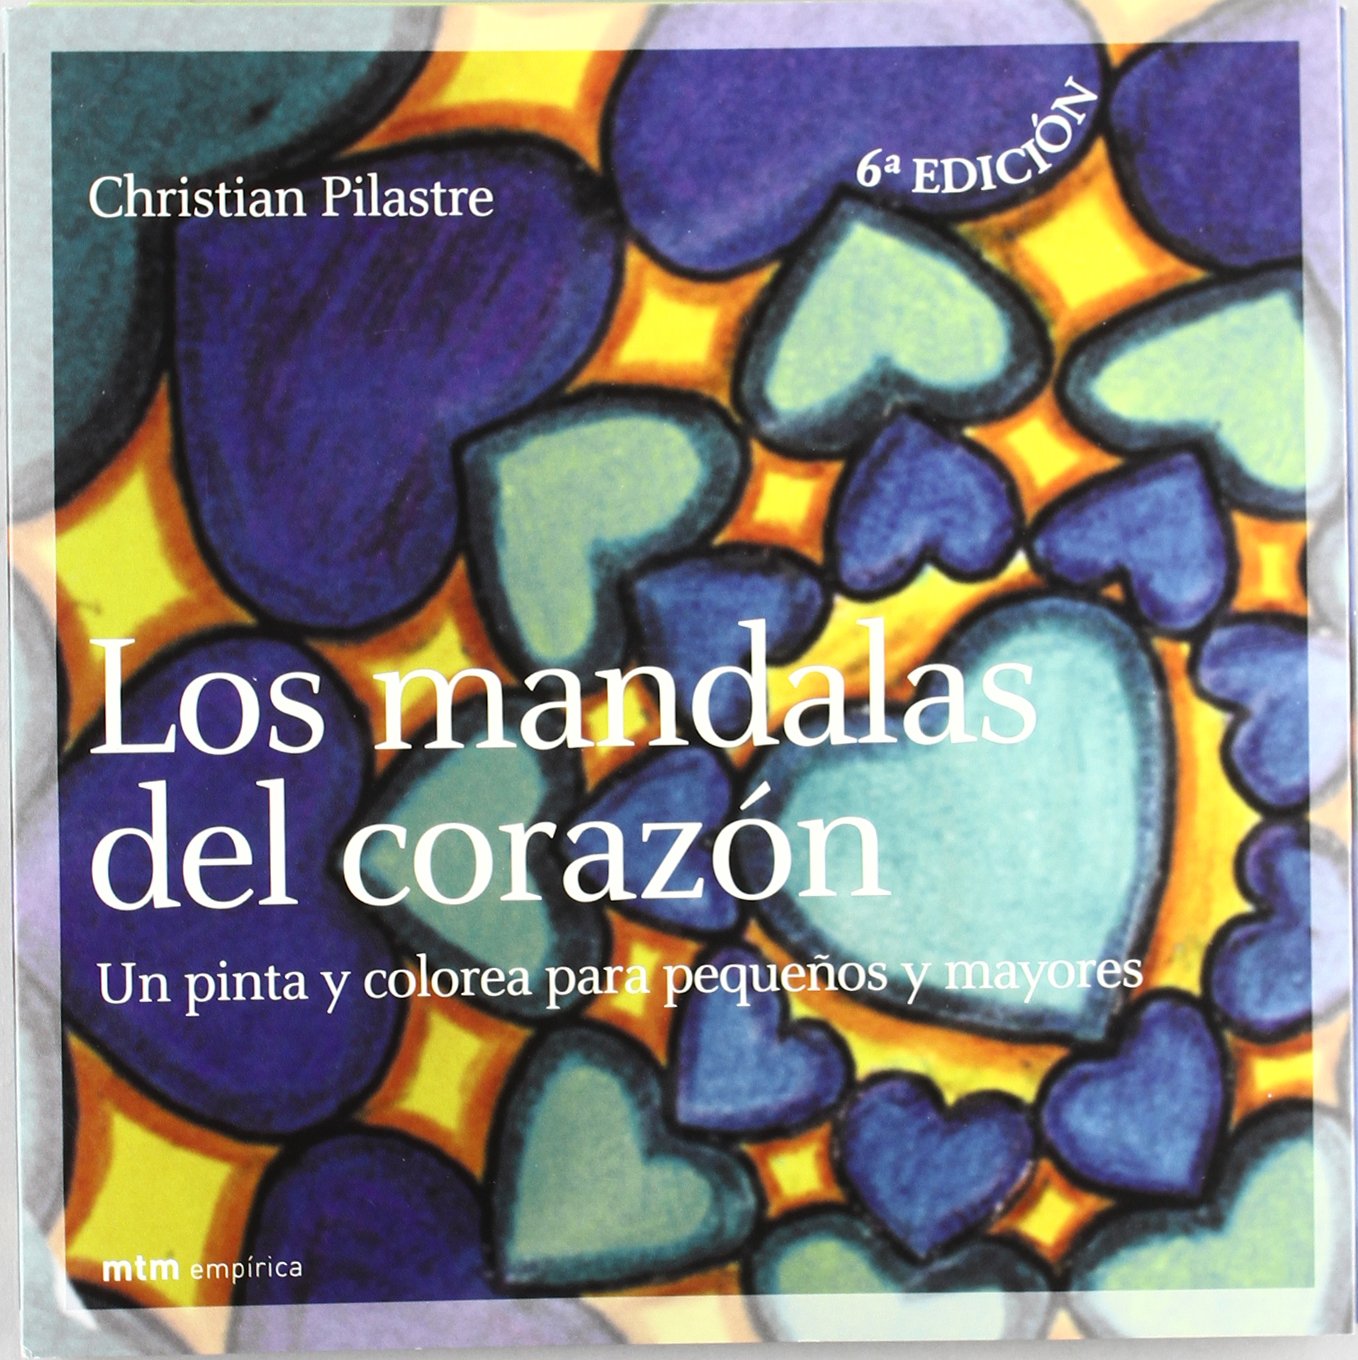 Christian Pilastre
6ª EDICIÓN
Los mandalas
del corazón
Un pinta y colorea para pequeños y mayores
mtm empírica